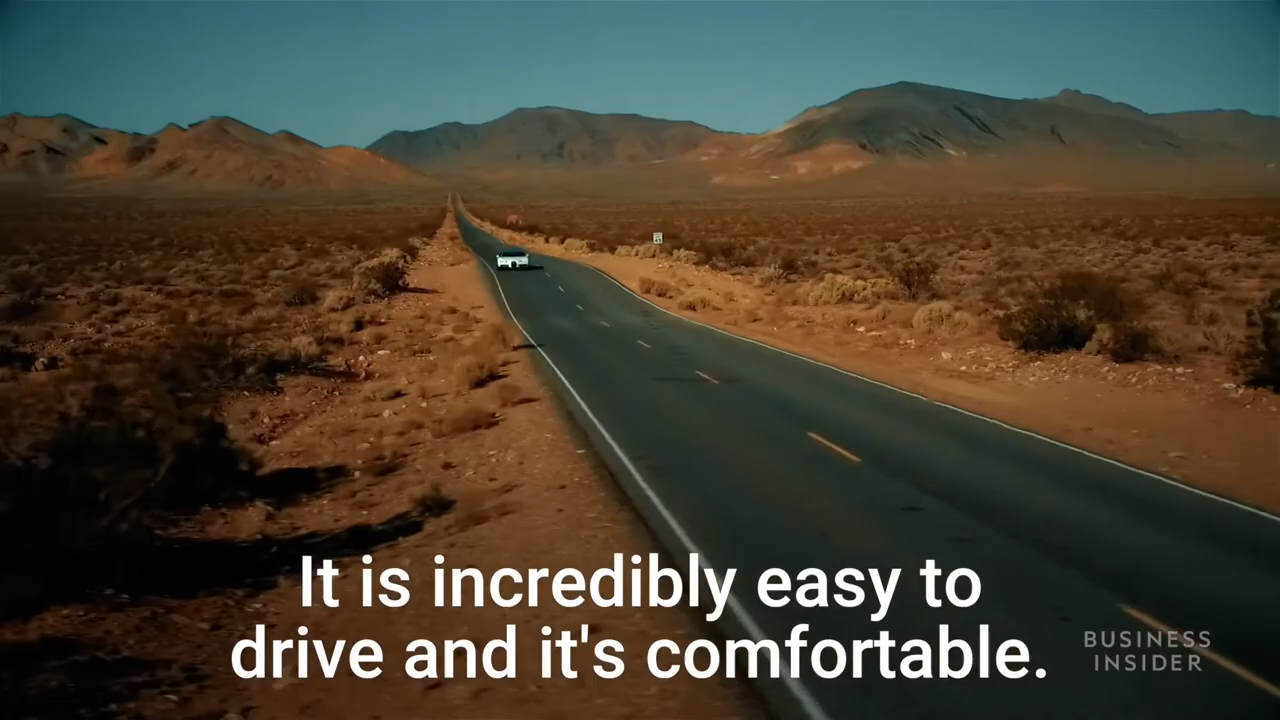 It is incredibly easy to
drive and it's comfortable.
BUSINESS
INSIDER